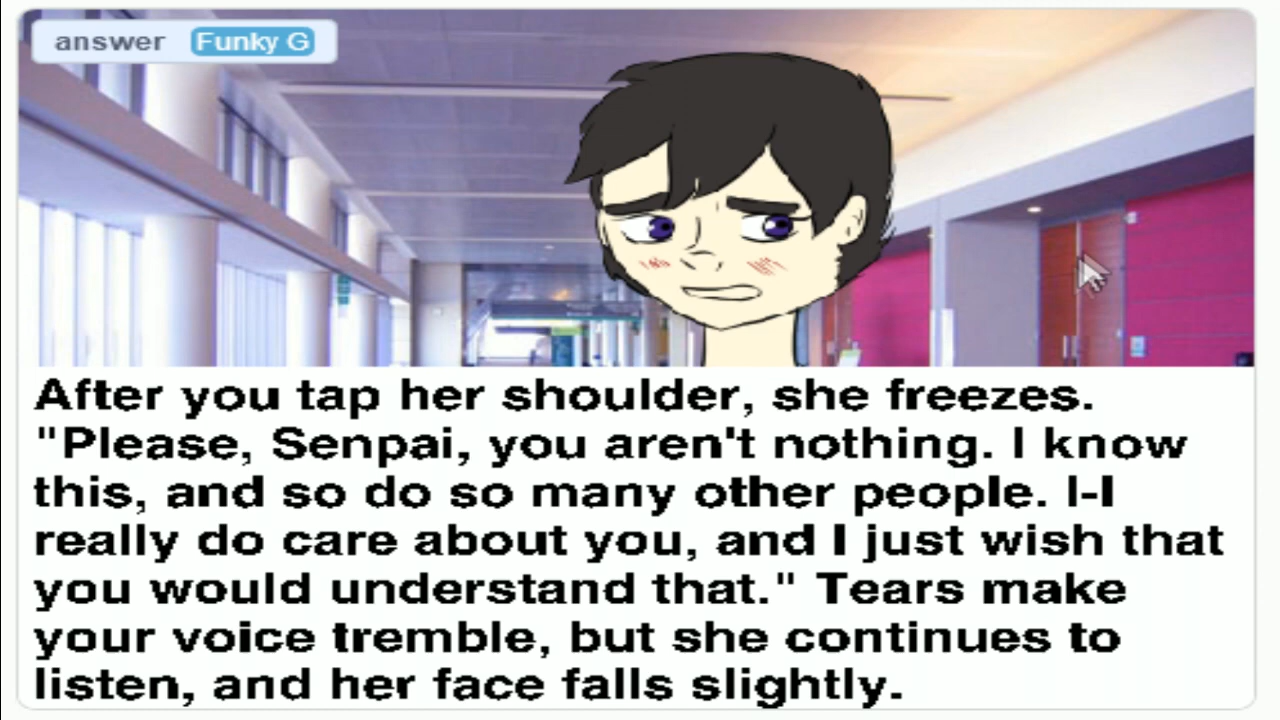 answer Funky G
After you tap her shoulder, she freezes.
"Please, Senpai, you aren't nothing. I know
this, and so do so many other people. I-I
really do care about you, and I just wish that
you would understand that." Tears make
your voice tremble, but she continues to
listen, and her face falls slightly.